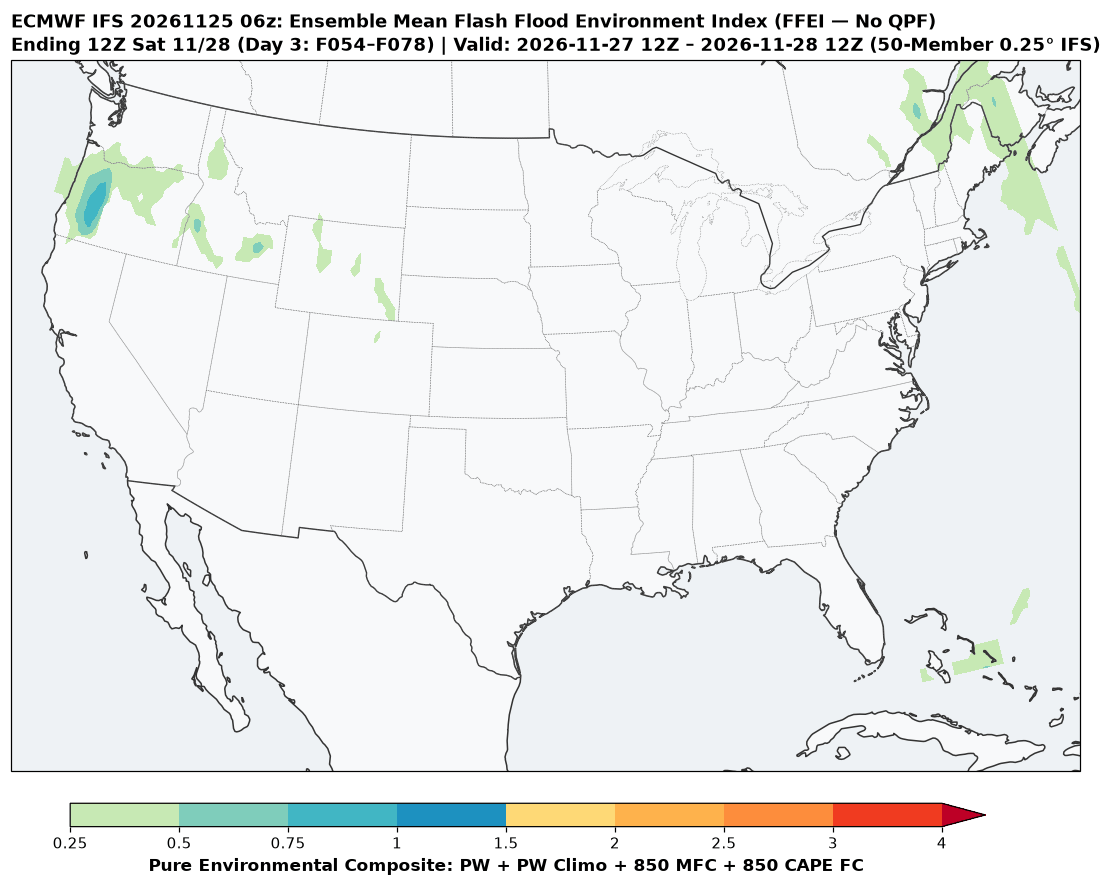 ECMWF IFS 20261125 06z: Ensemble Mean Flash Flood Environment Index (FFEI — No QPF)
Ending 12Z Sat 11/28 (Day 3: F054–F078) | Valid: 2026-11-27 12Z – 2026-11-28 12Z (50-Member 0.25° IFS)
0.25 0.5 0.75 1 1.5 2 2.5 3 4
Pure Environmental Composite: PW + PW Climo + 850 MFC + 850 CAPE FC